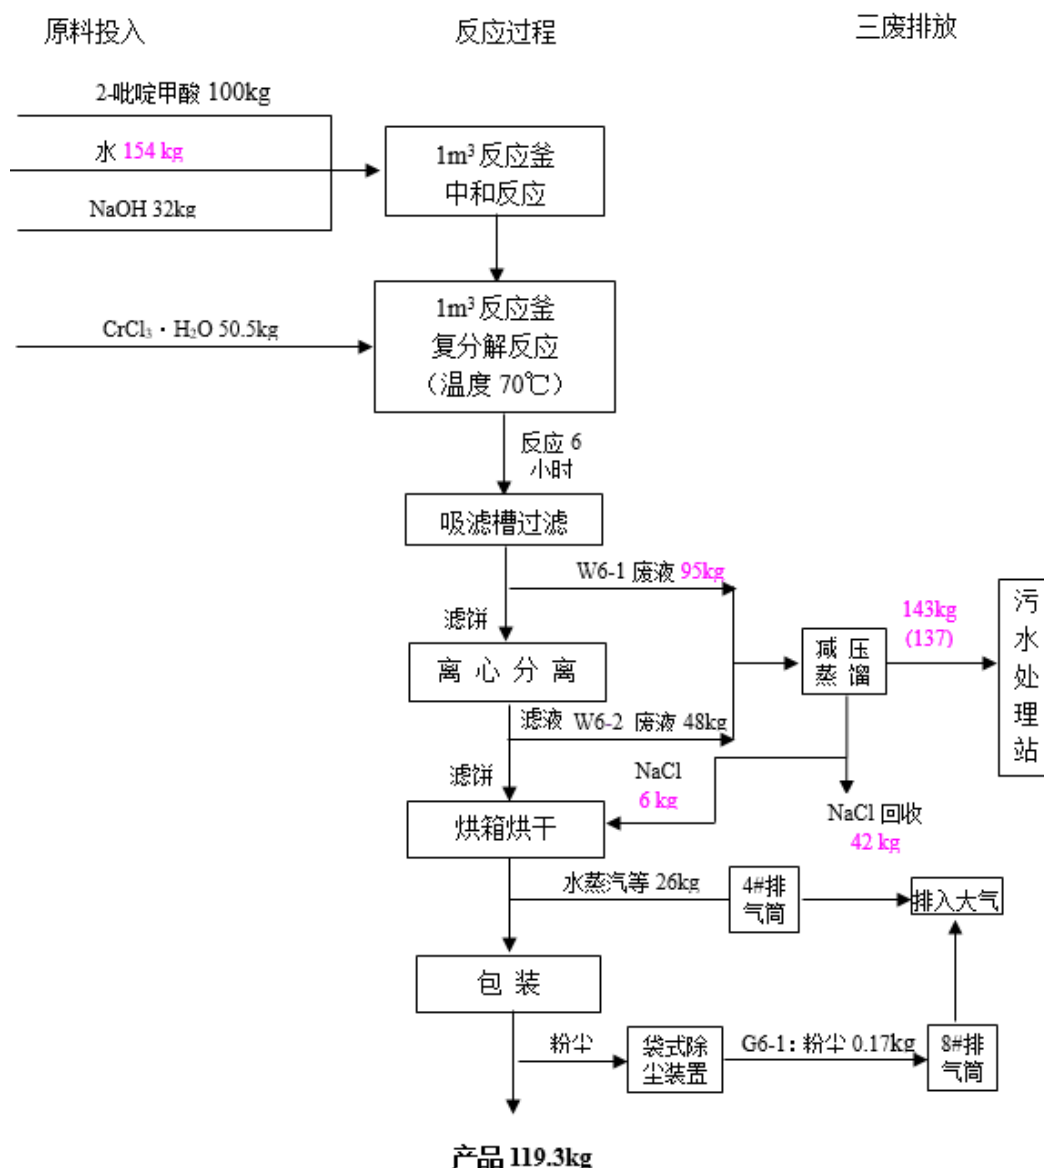 原料投入
反应过程
三废排放
2-吡啶甲酸 100kg
水 154 kg
NaOH 32kg
1m³反应釜
中和反应
CrCl₃·H₂O 50.5kg
1m³反应釜
复分解反应
（温度 70℃）
反应 6
小时
吸滤槽过滤
W6-1 废液 95kg
滤饼
离 心 分 离
减 压
蒸 馏
143kg
(137)
污
水
处
理
站
滤液 W6-2 废液 48kg
滤饼
NaCl
6 kg
NaCl 回收
42 kg
烘箱烘干
水蒸汽等 26kg
4#排
气筒
排入大气
包 装
粉尘
袋式除
尘装置
G6-1：粉尘 0.17kg
8#排
气筒
产品 119.3kg